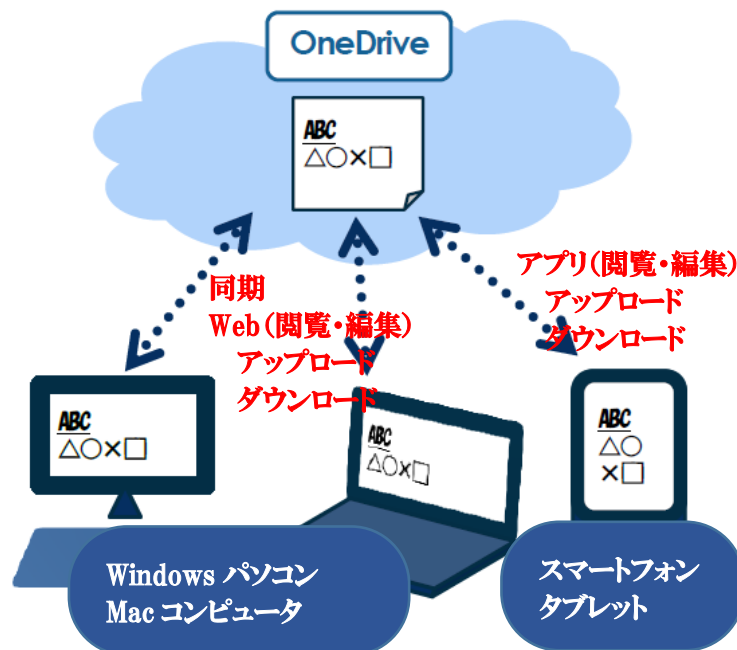 OneDrive
ABC
△○×□
同期
Web(閲覧・編集)
アップロード
ダウンロード
アプリ(閲覧・編集)
アップロード
ダウンロード
ABC
△○×□
ABC
△○×□
ABC
△○
×□
Windows パソコン
Mac コンピュータ
スマートフォン
タブレット